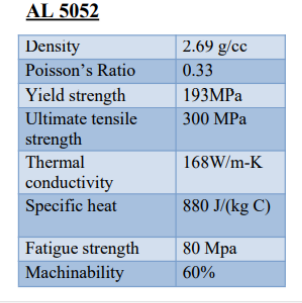 AL 5052
Density 2.69 g/cc
Poisson's Ratio 0.33
Yield strength 193MPa
Ultimate tensile 300 MPa
strength
Thermal 168W/m-K
conductivity
Specific heat 880 J/(kg C)
Fatigue strength 80 Mpa
Machinability 60%